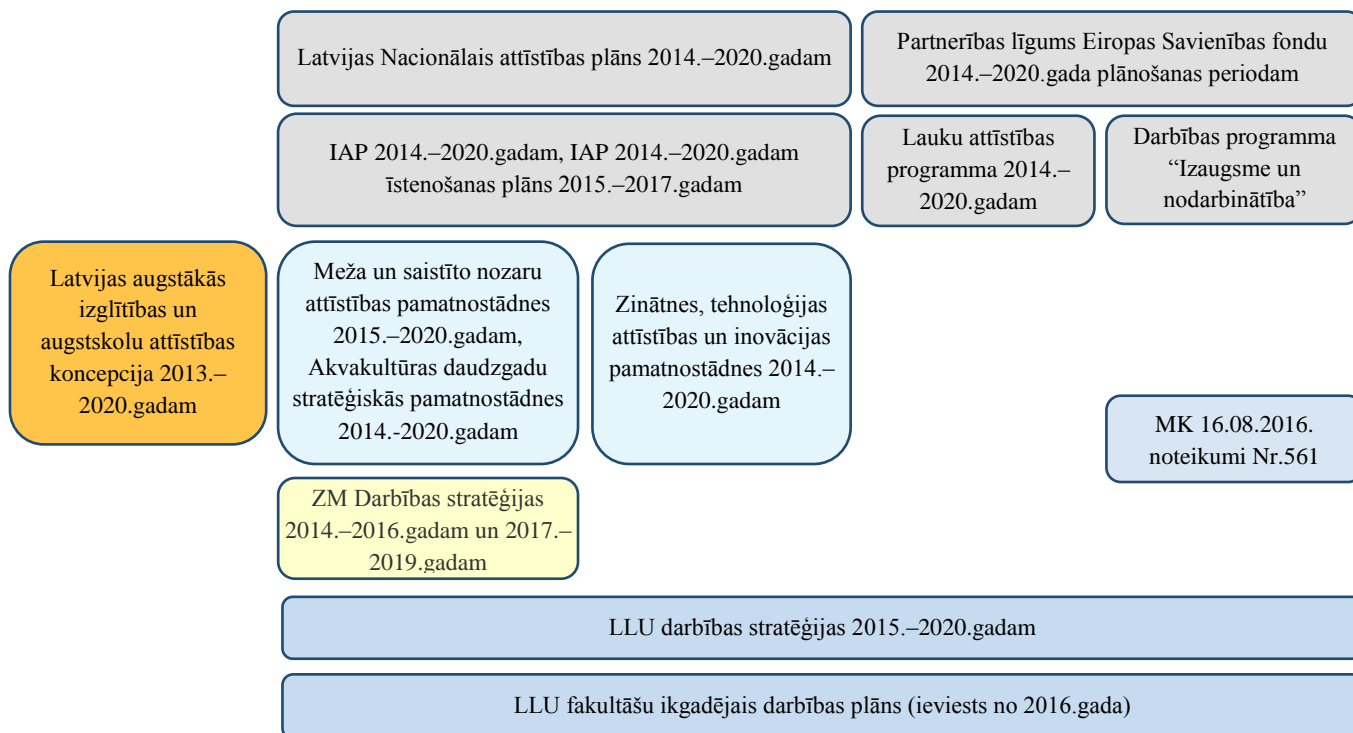 Latvijas Nacionālais attīstības plāns 2014.–2020.gadam
Partnerības līgums Eiropas Savienības fondu
2014.–2020.gada plānošanas periodam
IAP 2014.–2020.gadam, IAP 2014.–2020.gadam
īstenošanas plāns 2015.–2017.gadam
Lauku attīstības
programma 2014.–
2020.gadam
Darbības programma
“Izaugsme un
nodarbinātība”
Latvijas augstākās
izglītības un
augstskolu attīstības
koncepcija 2013.–
2020.gadam
Meža un saistīto nozaru
attīstības pamatnostādnes
2015.–2020.gadam,
Akvakultūras daudzgadu
stratēģiskās pamatnostādnes
2014.-2020.gadam
Zinātnes, tehnoloģijas
attīstības un inovācijas
pamatnostādnes 2014.–
2020.gadam
MK 16.08.2016.
noteikumi Nr.561
ZM Darbības stratēģijas
2014.–2016.gadam un 2017.–
2019.gadam
LLU darbības stratēģijas 2015.–2020.gadam
LLU fakultāšu ikgadējais darbības plāns (ieviests no 2016.gada)